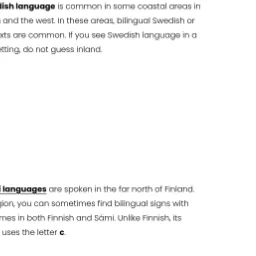 lish language is common in some coastal areas in
and the west. In these areas, bilingual Swedish or
xts are common. If you see Swedish language in a
tting, do not guess inland.
i languages are spoken in the far north of Finland.
gion, you can sometimes find bilingual signs with
mes in both Finnish and Sámi. Unlike Finnish, its
uses the letter c.